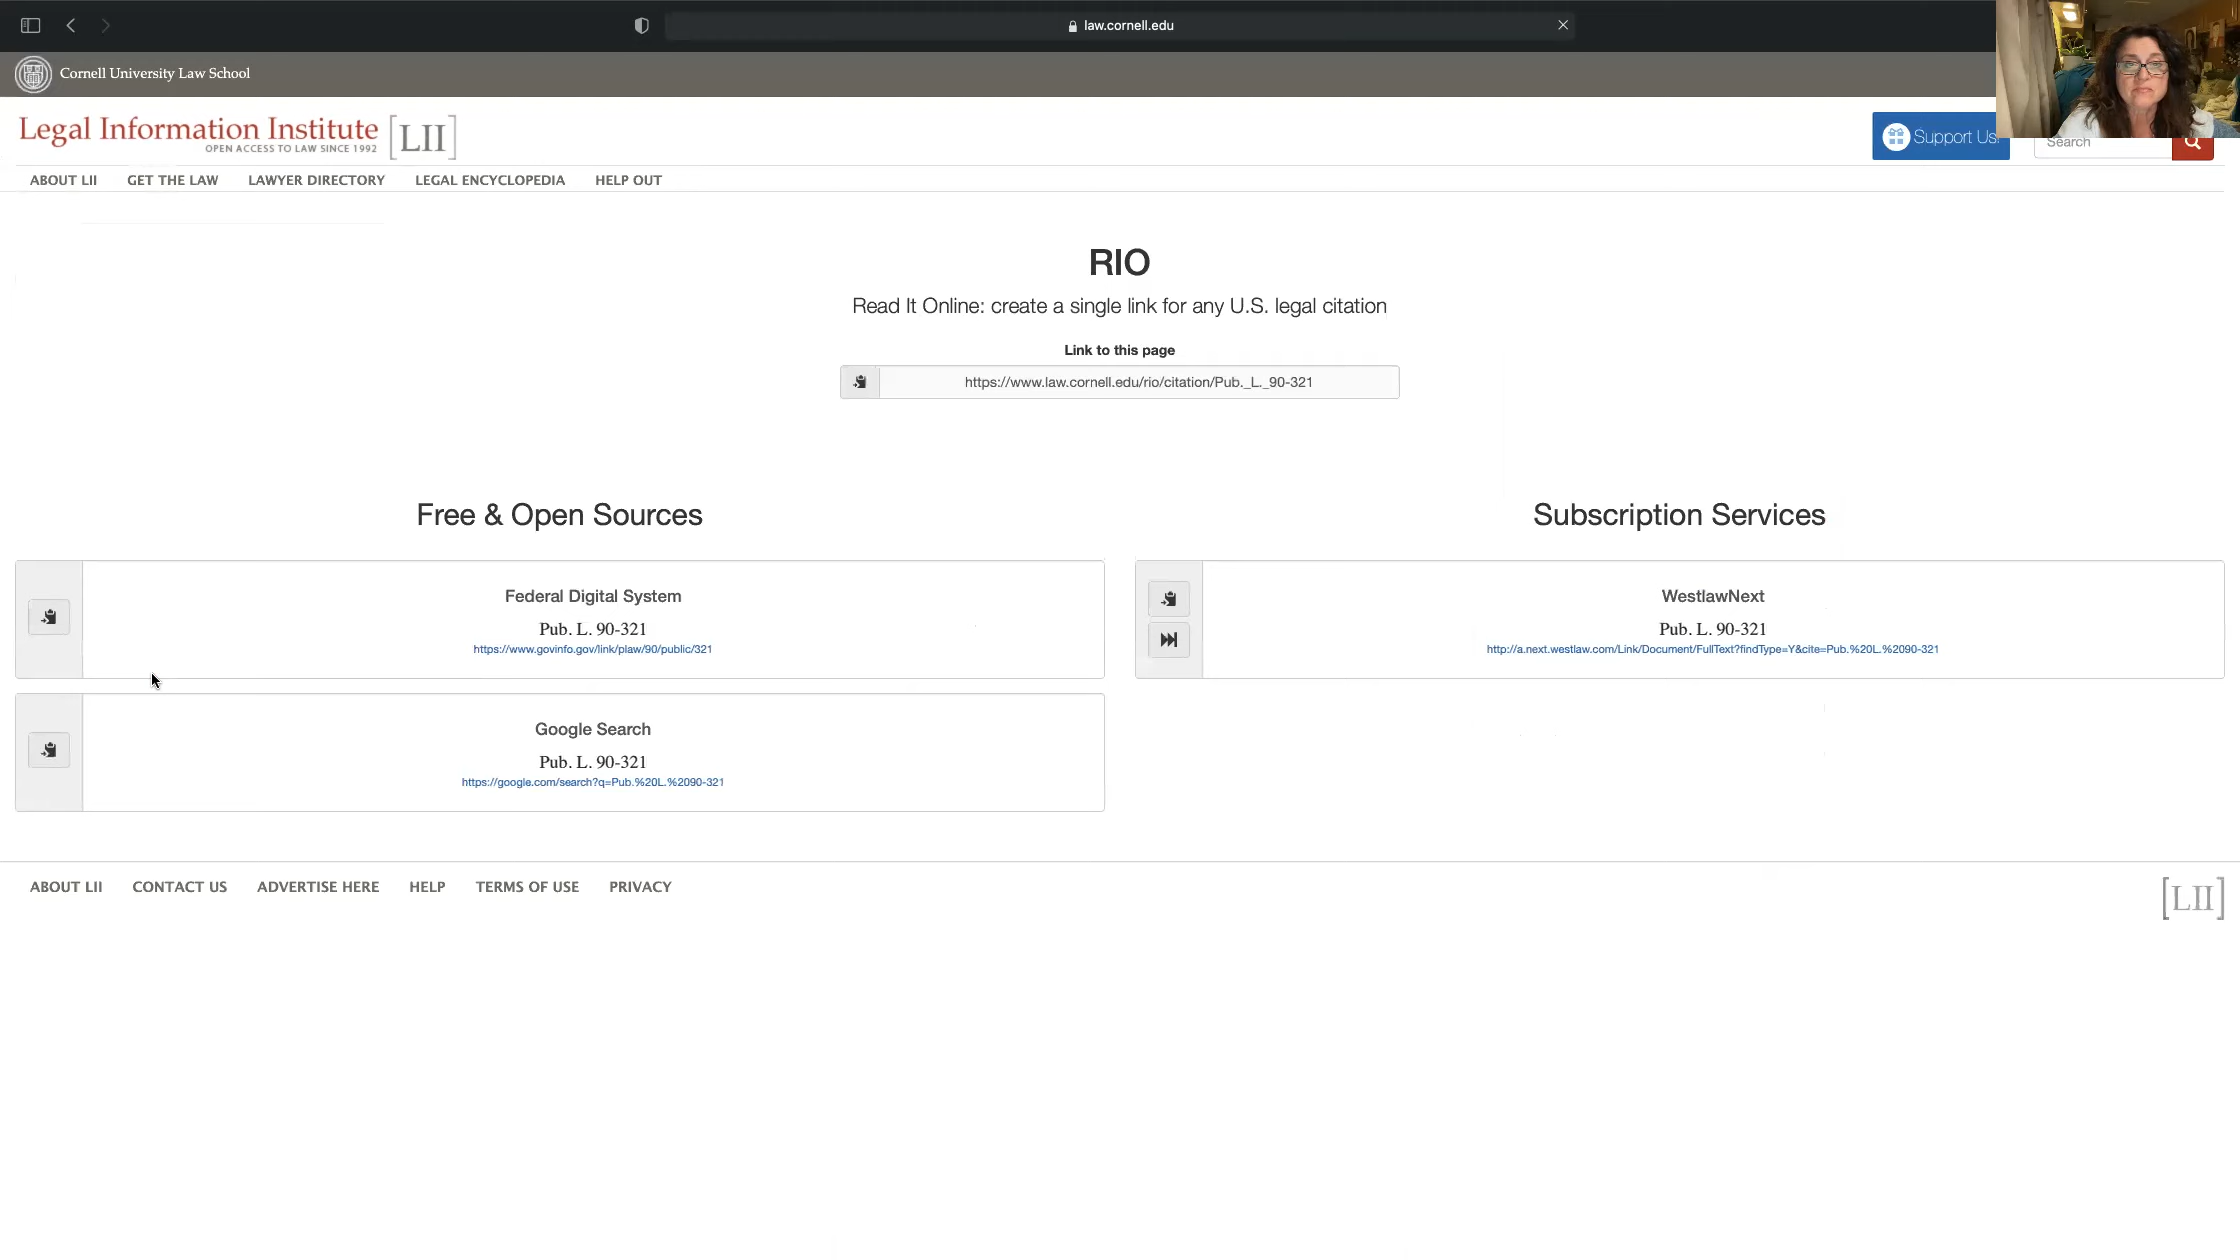 law.cornell.edu
Cornell University Law School
Legal Information Institute
OPEN ACCESS TO LAW SINCE 1992
[LII]
Support Us!
Search
ABOUT LII GET THE LAW LAWYER DIRECTORY LEGAL ENCYCLOPEDIA HELP OUT
RIO
Read It Online: create a single link for any U.S. legal citation
Link to this page
https://www.law.cornell.edu/rio/citation/Pub._L._90-321
Free & Open Sources
Federal Digital System
Pub. L. 90-321
https://www.govinfo.gov/link/plaw/90/public/321
Google Search
Pub. L. 90-321
https://google.com/search?q=Pub.%20L.%2090-321
Subscription Services
WestlawNext
Pub. L. 90-321
http://a.next.westlaw.com/Link/Document/FullText?findType=Y&cite=Pub.%20L.%2090-321
ABOUT LII CONTACT US ADVERTISE HERE HELP TERMS OF USE PRIVACY
[LII]